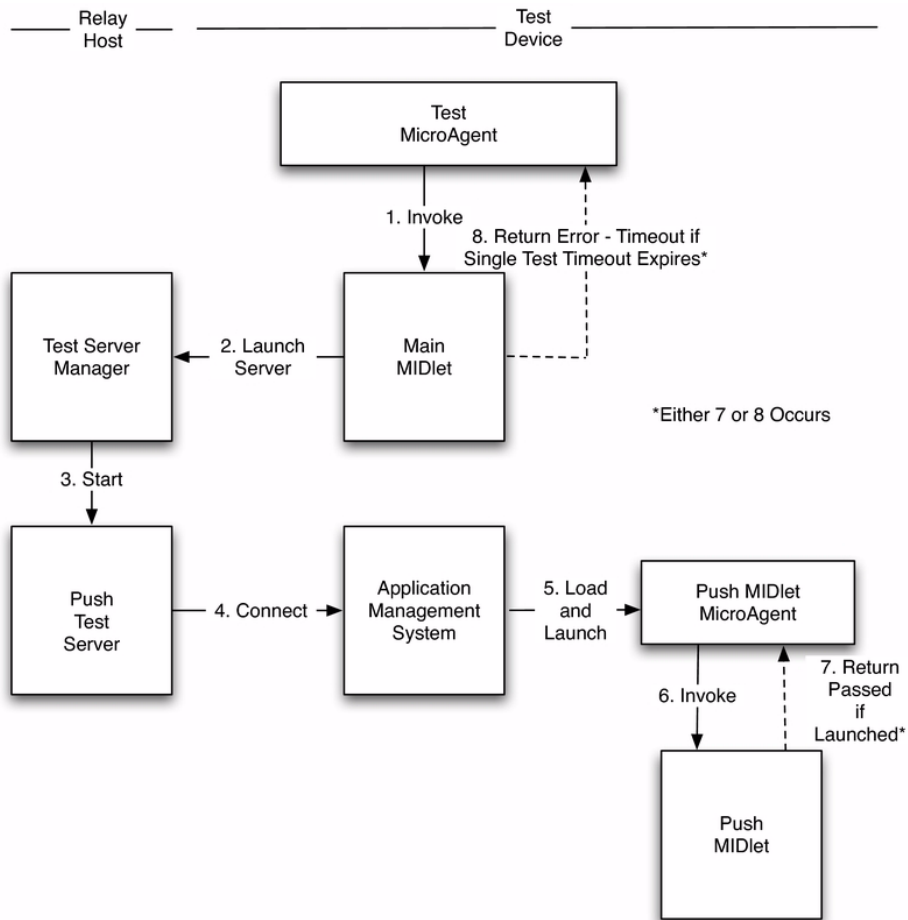 Relay
Host
Test
Device
Test
MicroAgent
1. Invoke
8. Return Error - Timeout if
Single Test Timeout Expires*
Test Server
Manager
2. Launch
Server
Main
MIDlet
*Either 7 or 8 Occurs
3. Start
Push
Test
Server
4. Connect
Application
Management
System
5. Load
and
Launch
Push MIDlet
MicroAgent
6. Invoke
7. Return
Passed
if
Launched*
Push
MIDlet